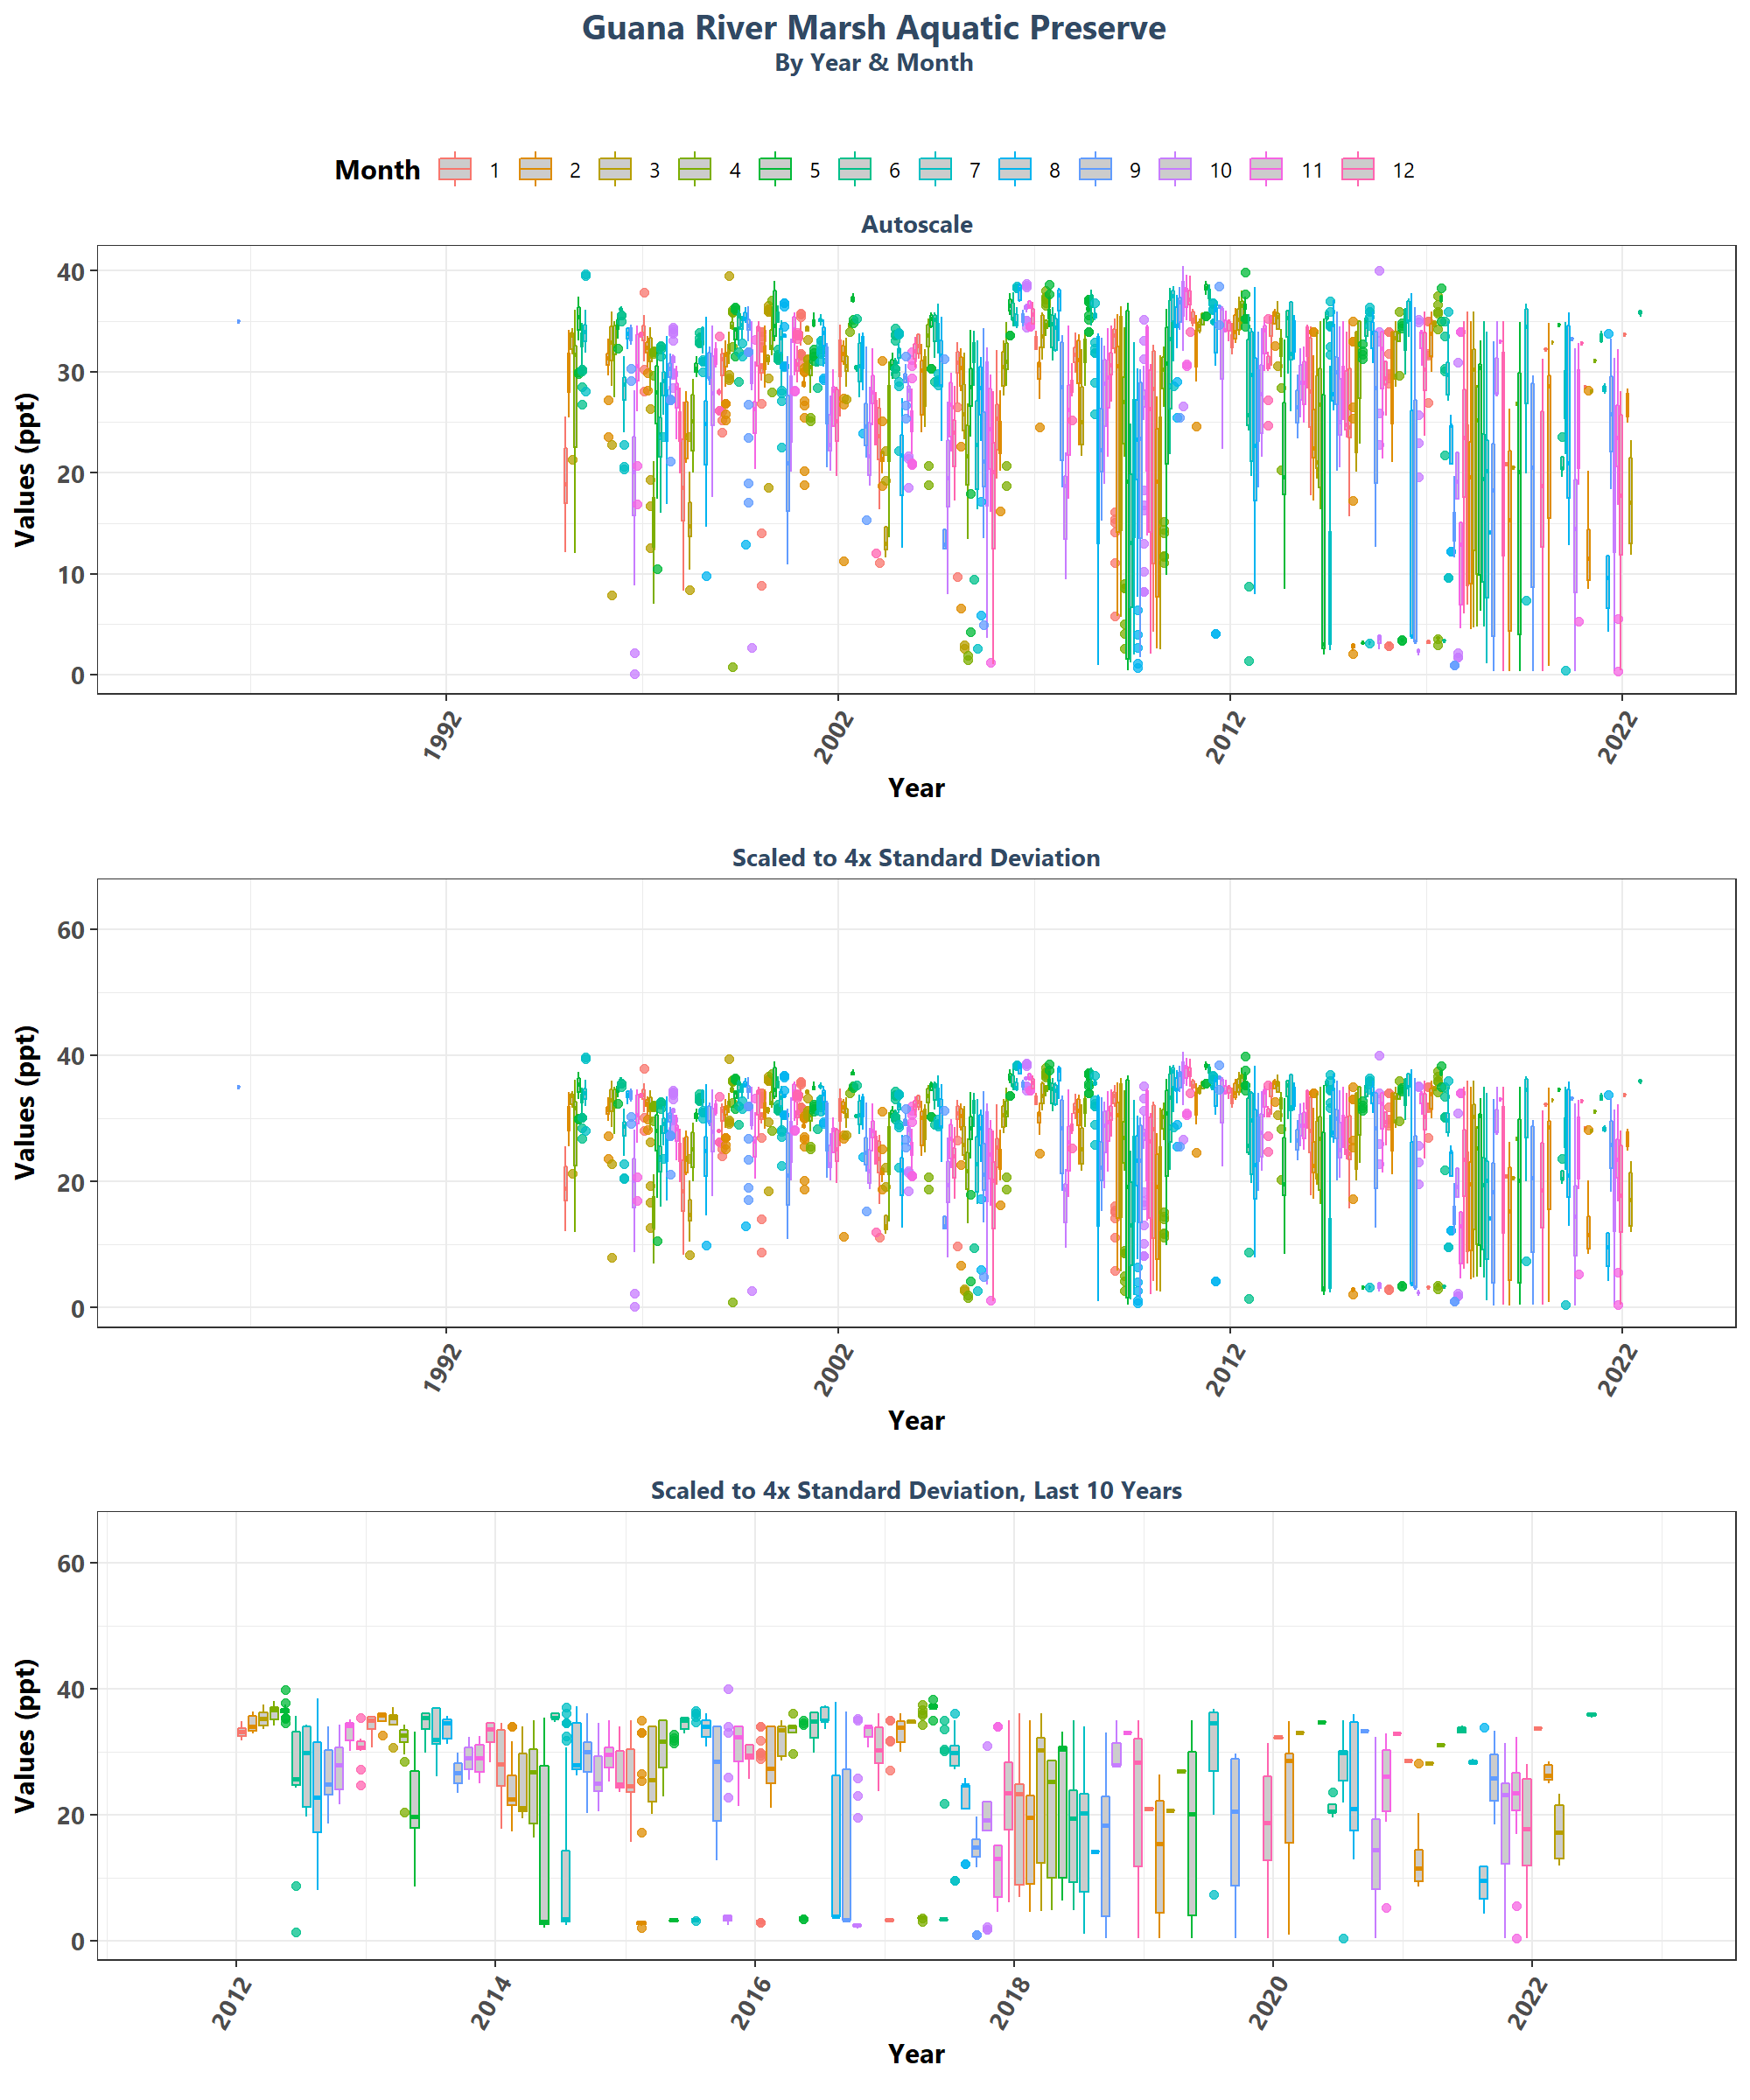 Guana River Marsh Aquatic Preserve
By Year & Month
Month 1 2 3 4 5 6 7 8 9 10 11 12
Autoscale
Values (ppt)
40
30
20
10
0
1992 2002 2012 2022
Year
Scaled to 4x Standard Deviation
Values (ppt)
60
40
20
0
1992 2002 2012 2022
Year
Scaled to 4x Standard Deviation, Last 10 Years
Values (ppt)
60
40
20
0
2012 2014 2016 2018 2020 2022
Year